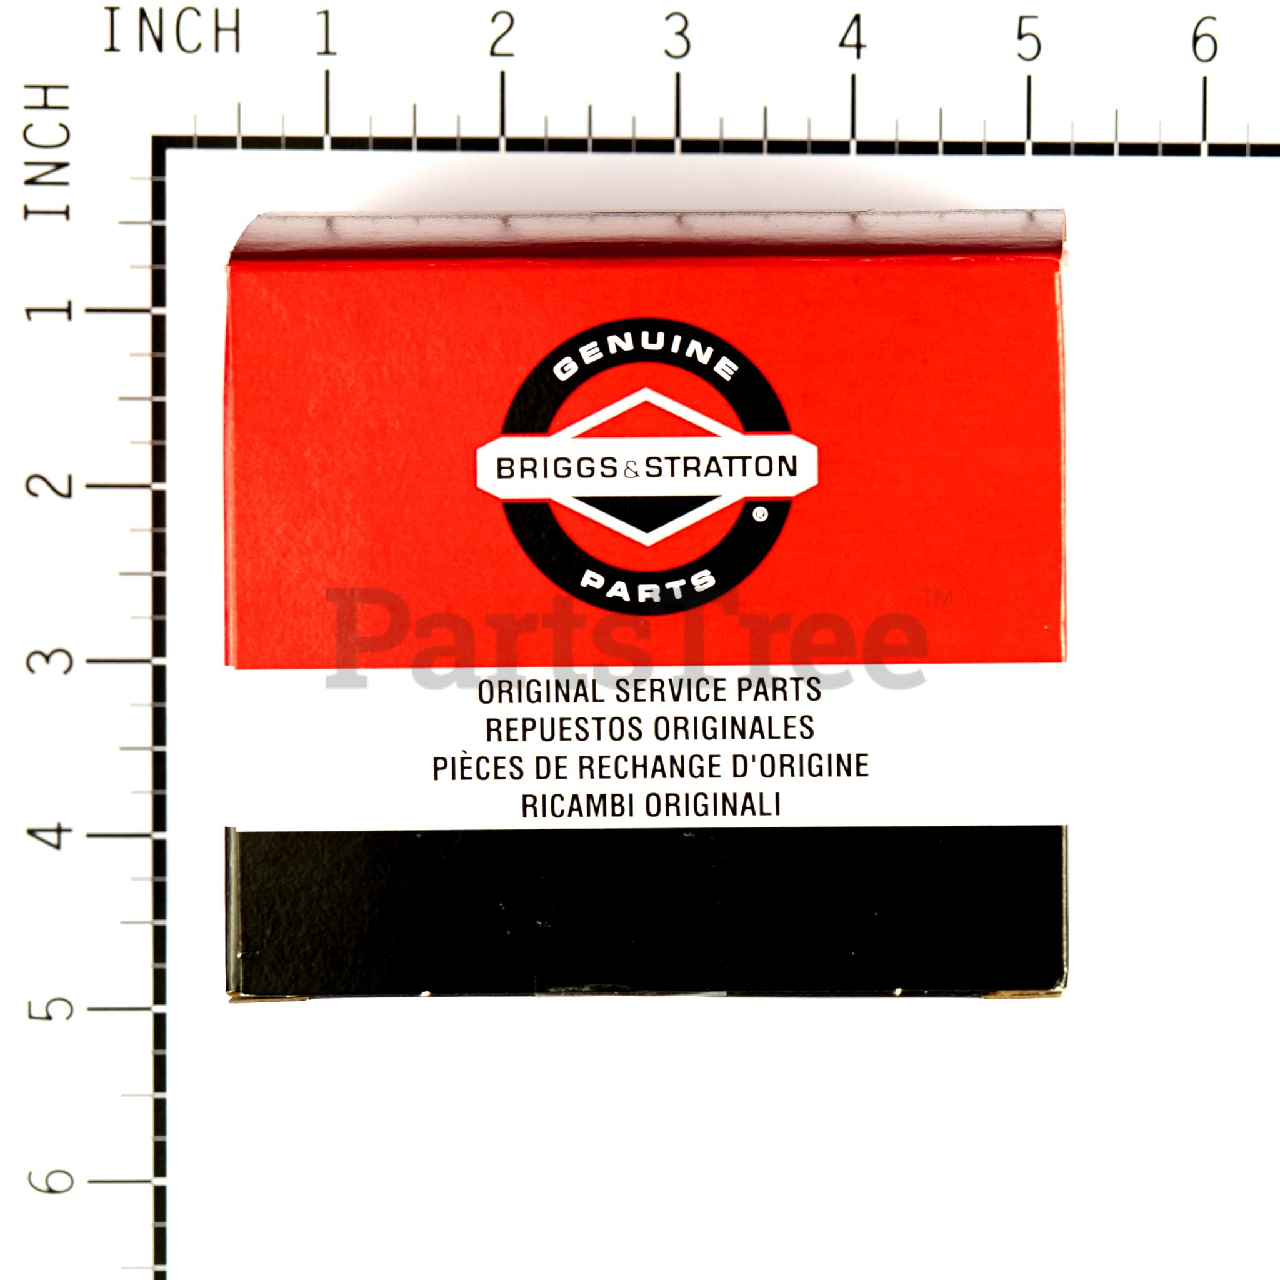 INCH 1 2 3 4 5 6
INCH 1 2 3 4 5 6
GENUINE
BRIGGS & STRATTON
®
PARTS
PartsTree™
ORIGINAL SERVICE PARTS
REPUESTOS ORIGINALES
PIÈCES DE RECHANGE D'ORIGINE
RICAMBI ORIGINALI